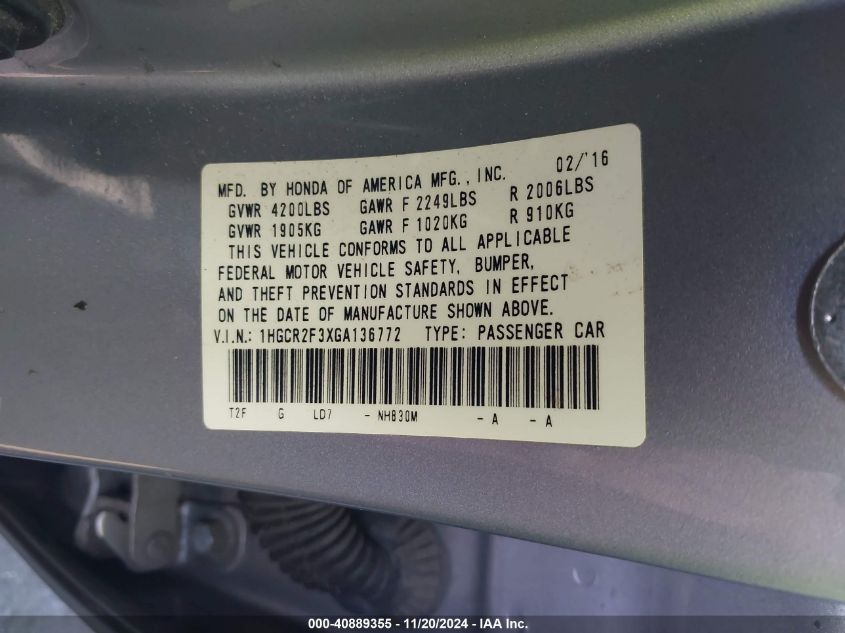 MFD. BY HONDA OF AMERICA MFG., INC. 02/'16
GVWR 4200LBS GAWR F 2249LBS R 2006LBS
GVWR 1905KG GAWR F 1020KG R 910KG
THIS VEHICLE CONFORMS TO ALL APPLICABLE
FEDERAL MOTOR VEHICLE SAFETY, BUMPER,
AND THEFT PREVENTION STANDARDS IN EFFECT
ON THE DATE OF MANUFACTURE SHOWN ABOVE.
V.I.N.: 1HGCR2F3XGA136772 TYPE: PASSENGER CAR
T2F G LD7 - NH830M - A - A
000-40889355 - 11/20/2024 - IAA Inc.